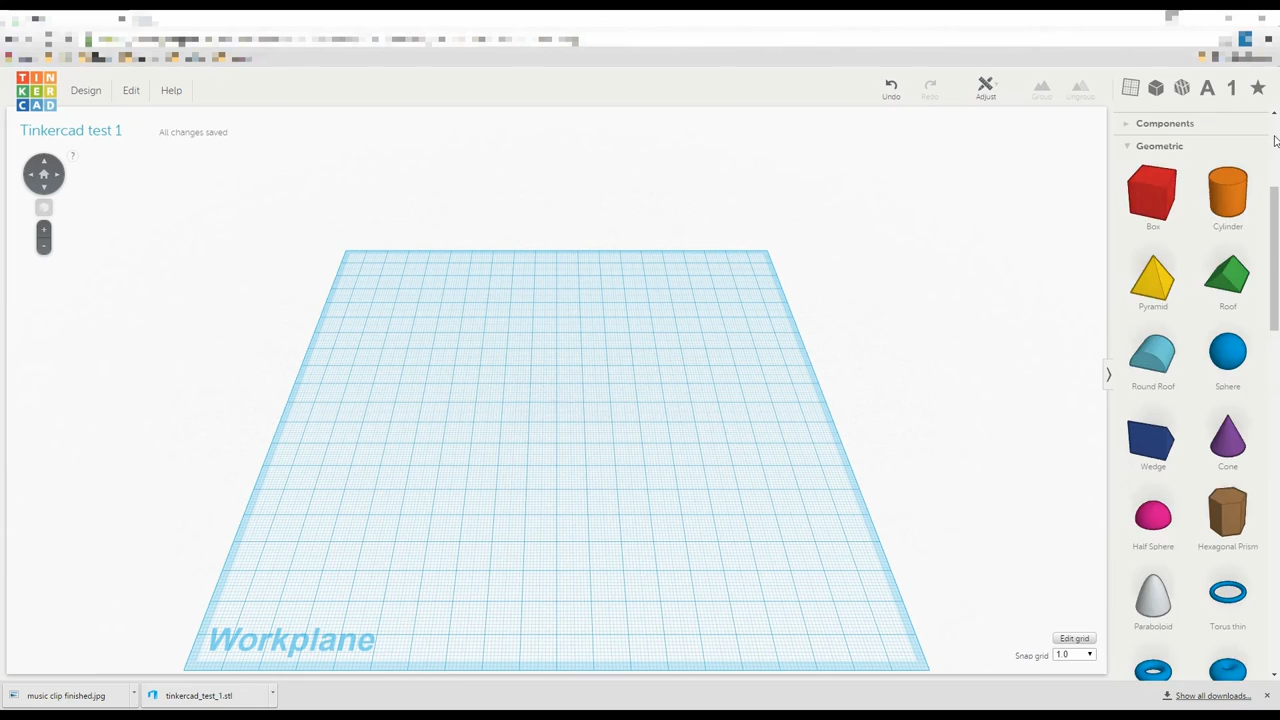 TIN
KER
CAD
Design
Edit
Help
Undo
Redo
Adjust
Group
Ungroup
Tinkercad test 1
All changes saved
?
Components
Geometric
Box
Cylinder
Pyramid
Roof
Round Roof
Sphere
Wedge
Cone
Half Sphere
Hexagonal Prism
Paraboloid
Torus thin
Workplane
Edit grid
Snap grid 1.0
music clip finished.jpg
tinkercad_test_1.stl
Show all downloads...